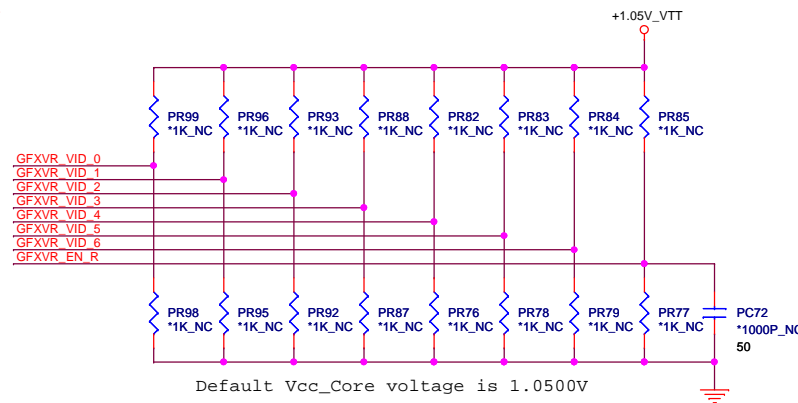 +1.05V_VTT
PR99 PR96 PR93 PR88 PR82 PR83 PR84 PR85
*1K_NC *1K_NC *1K_NC *1K_NC *1K_NC *1K_NC *1K_NC *1K_NC
GFXVR_VID_0
GFXVR_VID_1
GFXVR_VID_2
GFXVR_VID_3
GFXVR_VID_4
GFXVR_VID_5
GFXVR_VID_6
GFXVR_EN_R
PR98 PR95 PR92 PR87 PR76 PR78 PR79 PR77 PC72
*1K_NC *1K_NC *1K_NC *1K_NC *1K_NC *1K_NC *1K_NC *1K_NC *1000P_NC
50
Default Vcc_Core voltage is 1.0500V